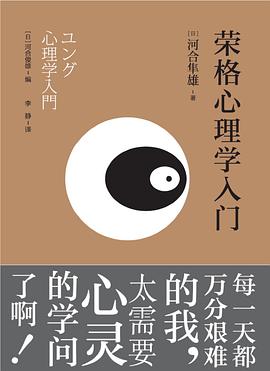 荣格心理学入门
[日]河合隼雄-著
ユング
心理学入門
[日]河合俊雄-编
李 静-译
每一天都
万分艰难
的我，
太需要
心灵
的学问
了啊！